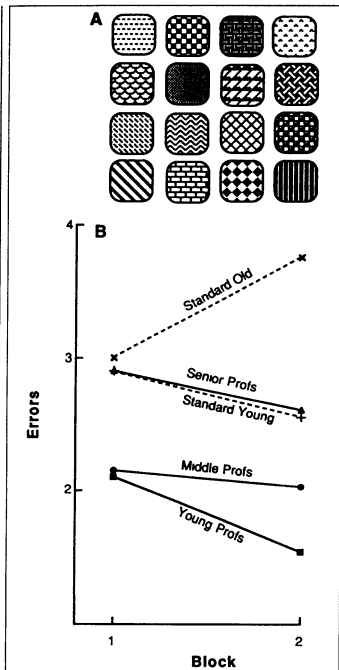 A
B
4
Standard Old
3
Senior Profs
Standard Young
Errors
Middle Profs
2
Young Profs
1
2
Block